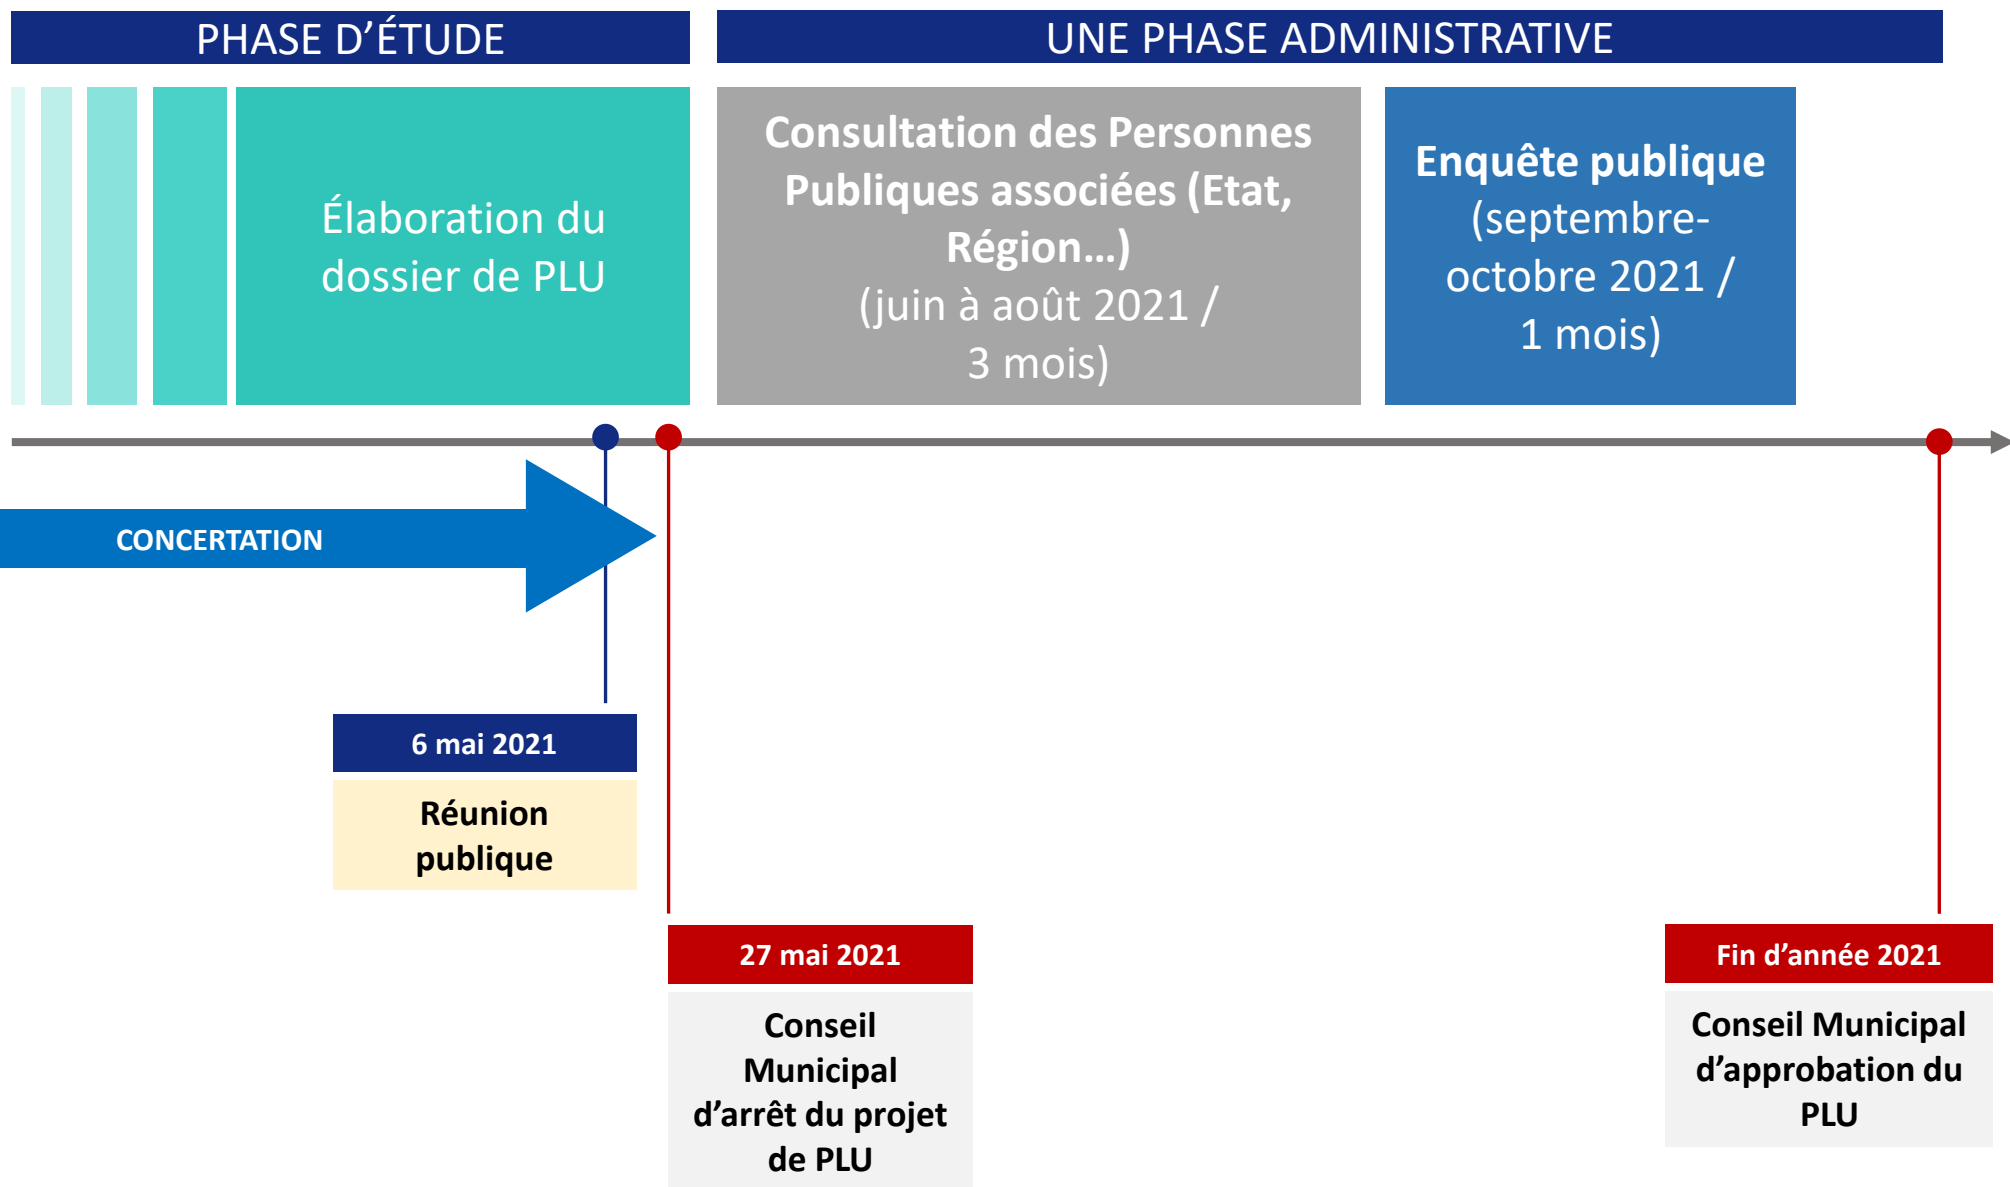 PHASE D’ÉTUDE
UNE PHASE ADMINISTRATIVE
Élaboration du
dossier de PLU
Consultation des Personnes
Publiques associées (Etat,
Région…)
(juin à août 2021 /
3 mois)
Enquête publique
(septembre-
octobre 2021 /
1 mois)
CONCERTATION
6 mai 2021
Réunion
publique
27 mai 2021
Conseil
Municipal
d’arrêt du projet
de PLU
Fin d’année 2021
Conseil Municipal
d’approbation du
PLU